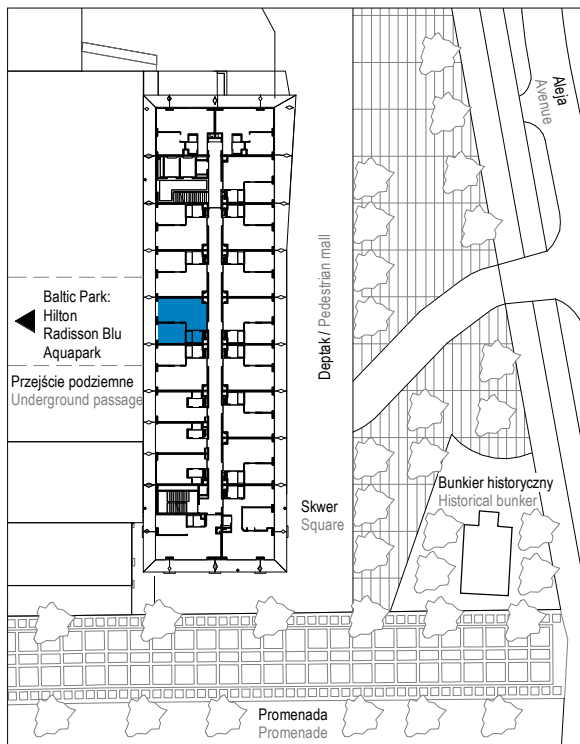 Aleja
Avenue
Baltic Park:
Hilton
Radisson Blu
Aquapark
Przejście podziemne
Underground passage
Deptak / Pedestrian mall
Bunkier historyczny
Historical bunker
Skwer
Square
Promenada
Promenade